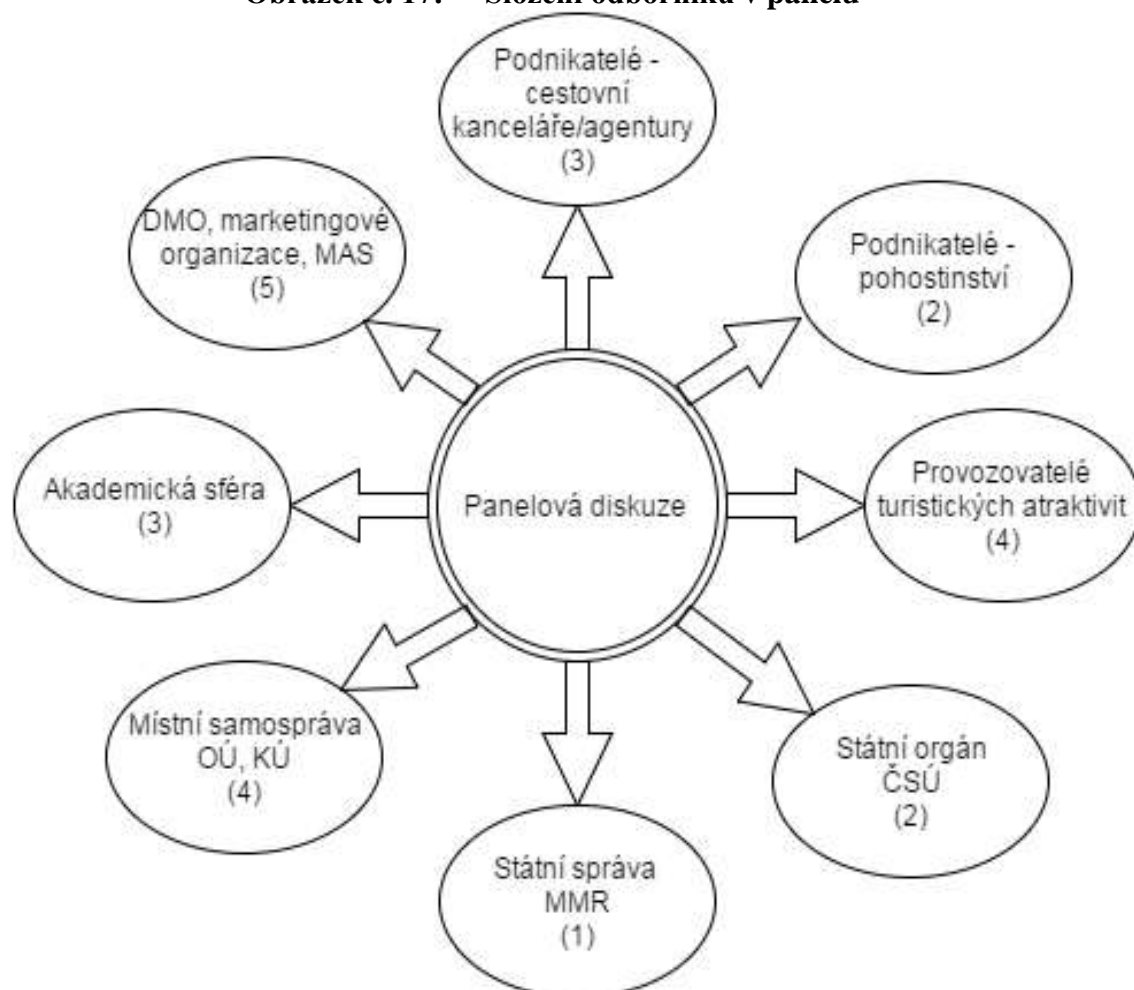 Obrázek č. 17. Složení odborníků v panelu
Podnikatelé -
cestovní
kanceláře/agentury
(3)
DMO, marketingové
organizace, MAS
(5)
Podnikatelé -
pohostinství
(2)
Akademická sféra
(3)
Panelová diskuze
Provozovatelé
turistických atraktivit
(4)
Místní samospráva
OÚ, KÚ
(4)
Státní orgán
ČSÚ
(2)
Státní správa
MMR
(1)